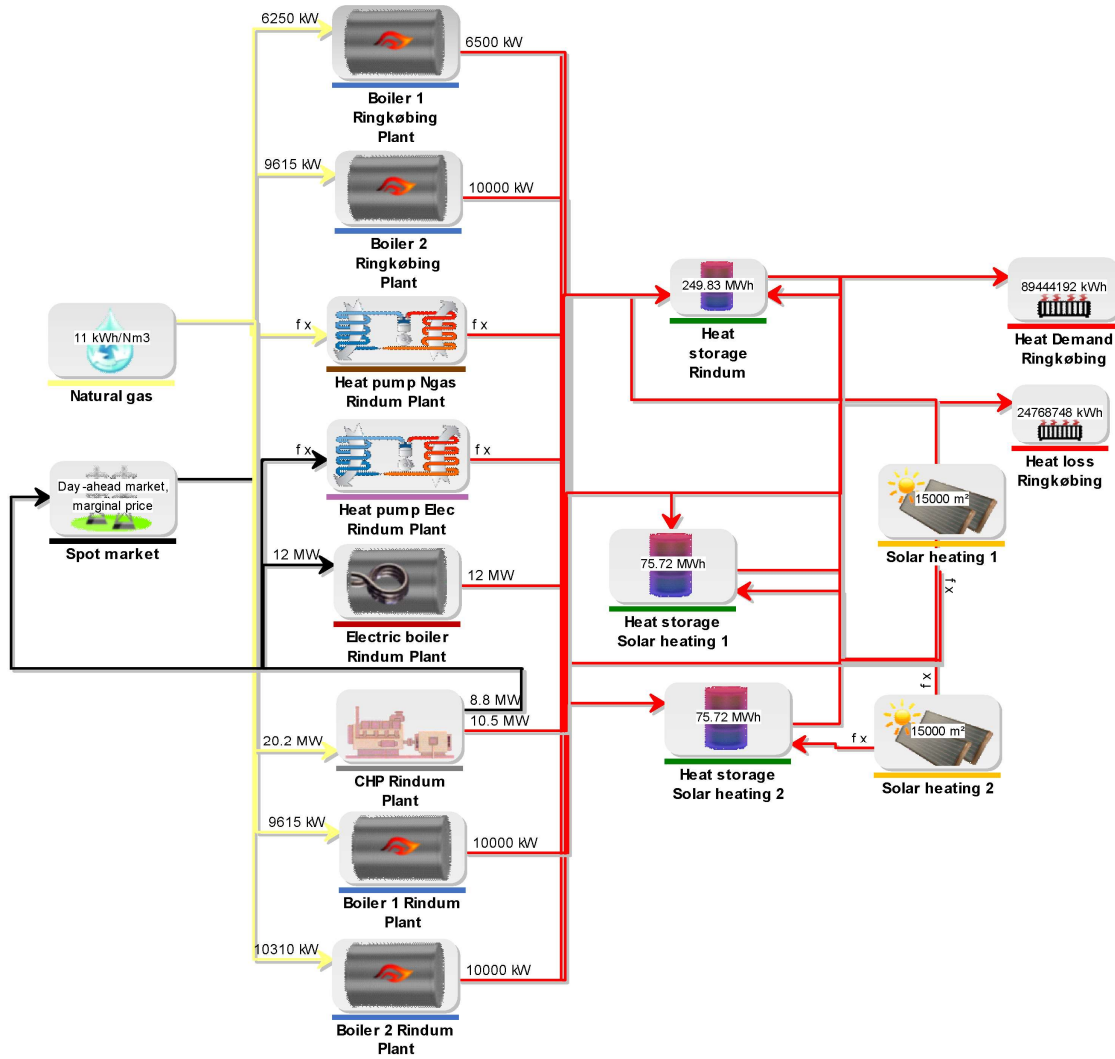 6250 kW
6500 kW
Boiler 1
Ringkøbing
Plant
9615 kW
10000 kW
Boiler 2
Ringkøbing
Plant
11 kWh/Nm3
Natural gas
f x
f x
Heat pump Ngas
Rindum Plant
f x
f x
Heat pump Elec
Rindum Plant
Day-ahead market,
marginal price
Spot market
12 MW
12 MW
Electric boiler
Rindum Plant
8.8 MW
10.5 MW
20.2 MW
CHP Rindum
Plant
9615 kW
10000 kW
Boiler 1 Rindum
Plant
10310 kW
10000 kW
Boiler 2 Rindum
Plant
249.83 MWh
Heat
storage
Rindum
75.72 MWh
Heat storage
Solar heating 1
75.72 MWh
Heat storage
Solar heating 2
89444192 kWh
Heat Demand
Ringkøbing
24768748 kWh
Heat loss
Ringkøbing
15000 m²
Solar heating 1
f x
f x
f x
15000 m²
Solar heating 2